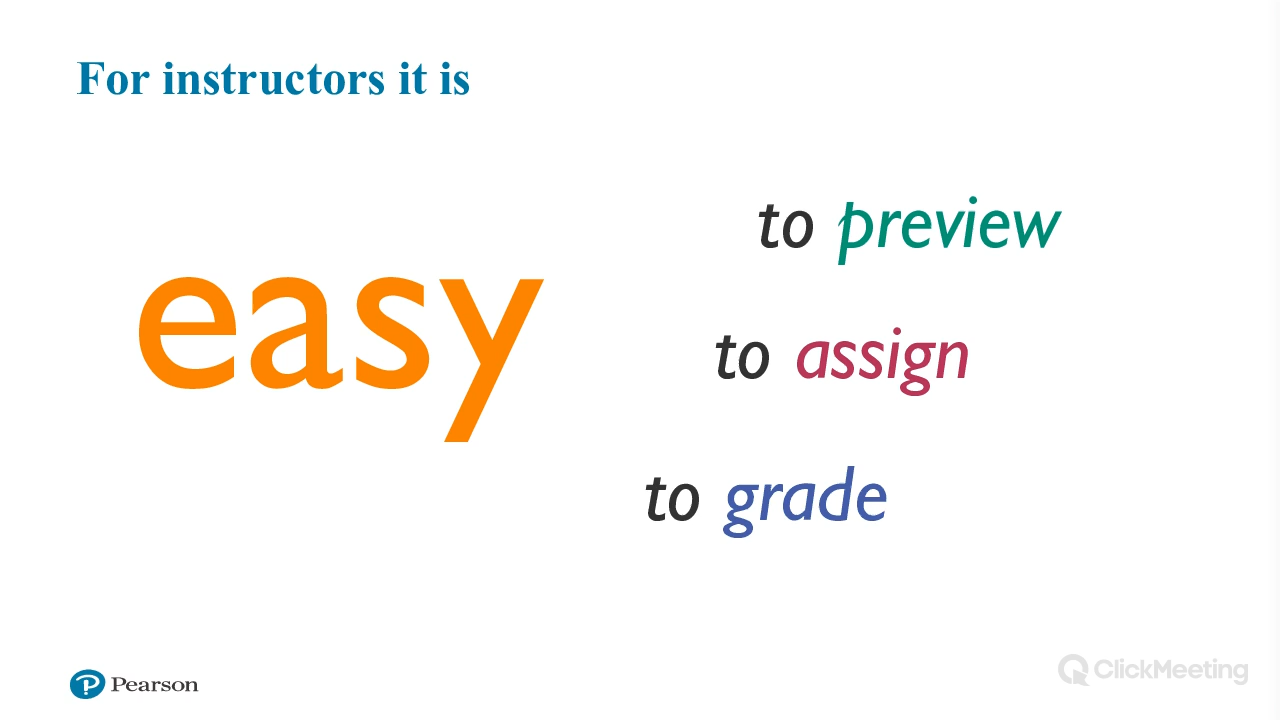 For instructors it is
easy
to preview
to assign
to grade
Pearson
ClickMeeting